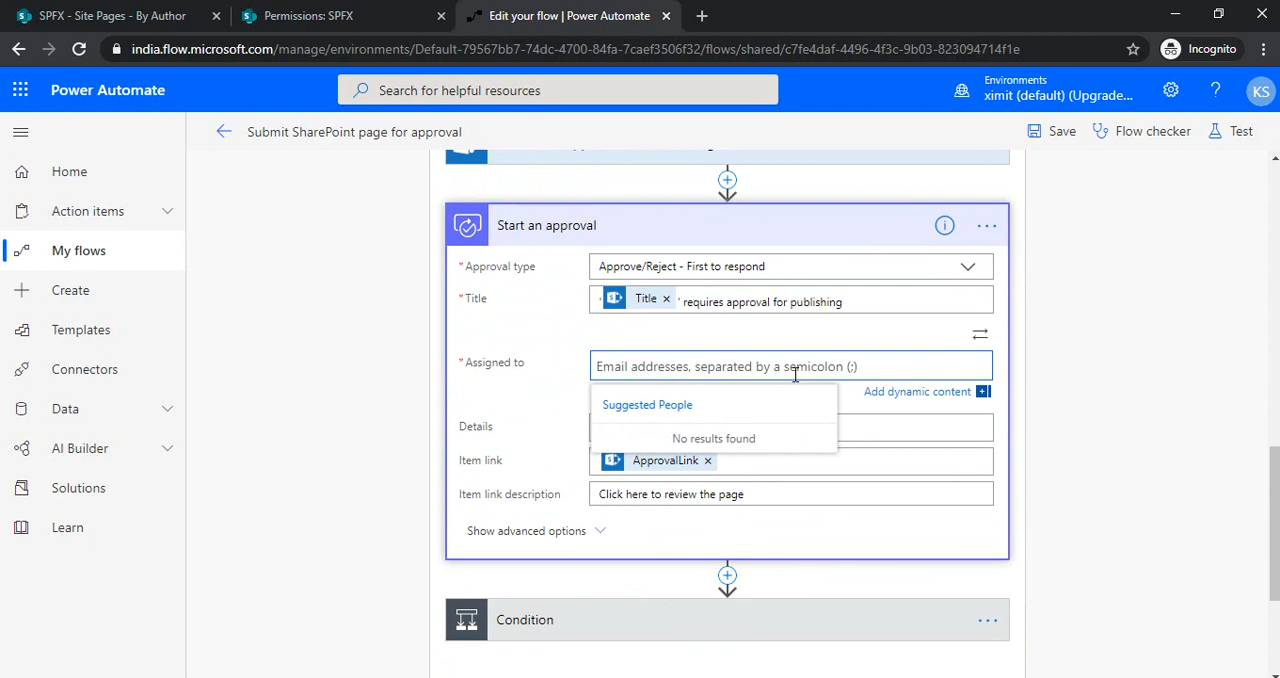 SPFX - Site Pages - By Author
Permissions: SPFX
Edit your flow | Power Automate
india.flow.microsoft.com/manage/environments/Default-79567bb7-74dc-4700-84fa-7caef3506f32/flows/shared/c7fe4daf-4496-4f3c-9b03-823094714f1e
Incognito
Power Automate
Search for helpful resources
Environments
ximit (default) (Upgrade...
KS
Submit SharePoint page for approval
Save
Flow checker
Test
Home
Action items
My flows
Create
Templates
Connectors
Data
AI Builder
Solutions
Learn
Start an approval
* Approval type
Approve/Reject - First to respond
* Title
' Title ' requires approval for publishing
* Assigned to
Email addresses, separated by a semicolon (;)
Add dynamic content
Suggested People
No results found
Details
Item link
ApprovalLink
Item link description
Click here to review the page
Show advanced options
Condition